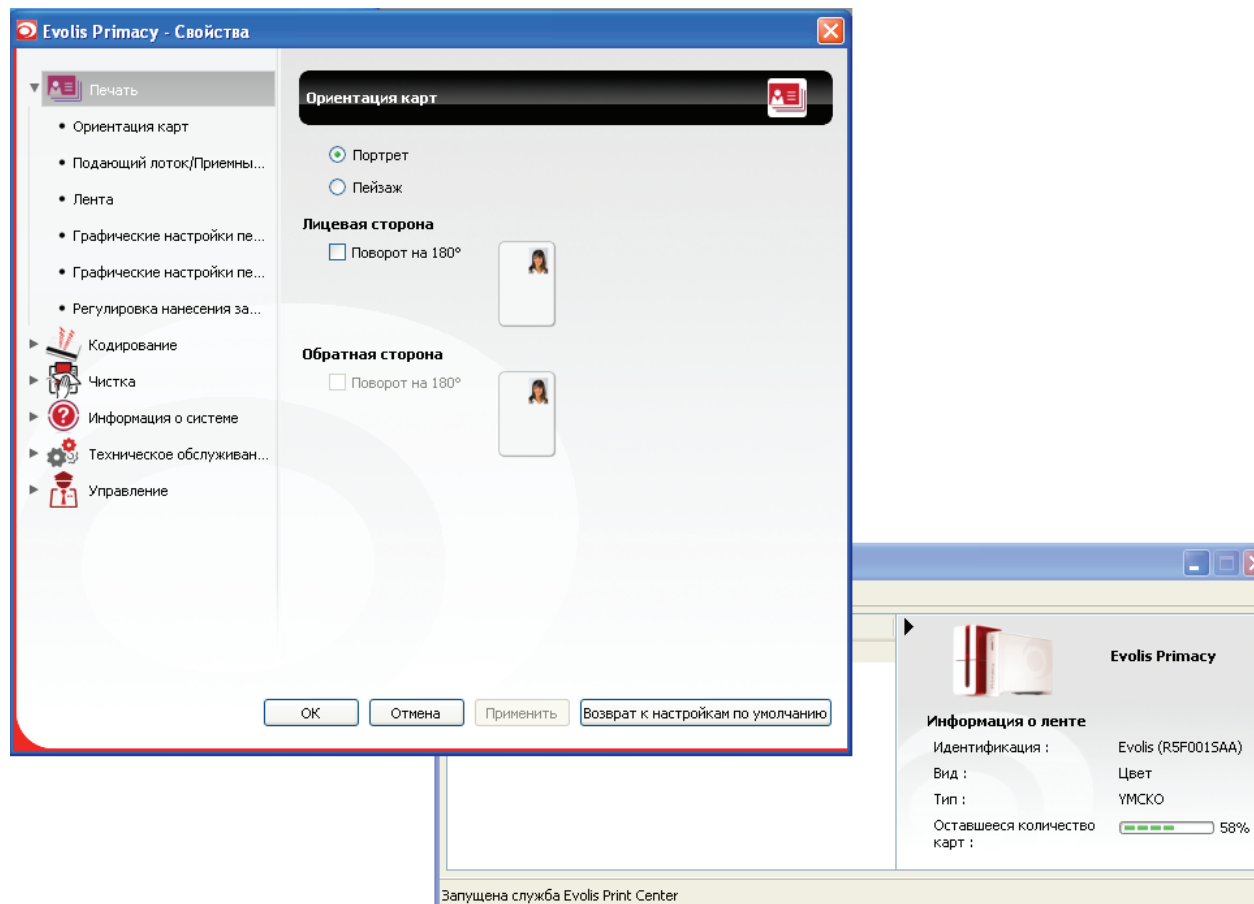 Evolis Primacy - Свойства
Печать
Ориентация карт
Подающий лоток/Приемны...
Лента
Графические настройки пе...
Графические настройки пе...
Регулировка нанесения за...
Кодирование
Чистка
Информация о системе
Техническое обслуживан...
Управление
Ориентация карт
Портрет
Пейзаж
Лицевая сторона
Поворот на 180°
Обратная сторона
Поворот на 180°
ОК
Отмена
Применить
Возврат к настройкам по умолчанию
Evolis Primacy
Информация о ленте
Идентификация : Evolis (R5F001SAA)
Вид : Цвет
Тип : YMCKO
Оставшееся количество
карт : 58%
Запущена служба Evolis Print Center